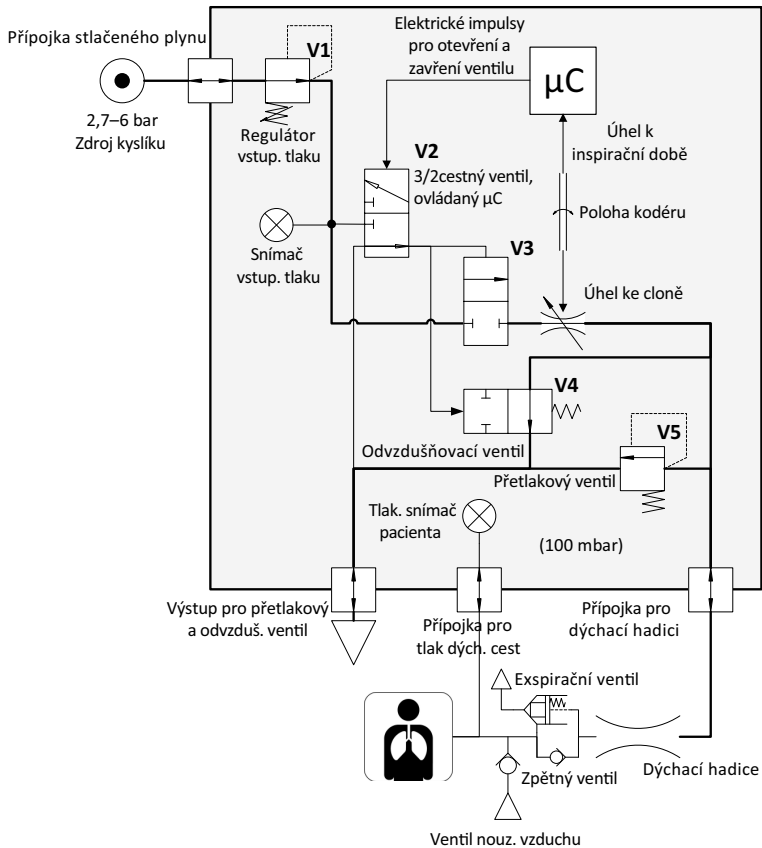 Přípojka stlačeného plynu
2,7–6 bar
Zdroj kyslíku
V1
Regulátor
vstup. tlaku
Elektrické impulsy
pro otevření a
zavření ventilu
µC
V2
3/2cestný ventil,
ovládaný µC
Úhel k
inspirační době
Poloha kodéru
Snímač
vstup. tlaku
V3
Úhel ke cloně
V4
Odvzdušňovací ventil
V5
Přetlakový ventil
Tlak. snímač
pacienta
(100 mbar)
Výstup pro přetlakový
a odvzduš. ventil
Přípojka pro
tlak dých. cest
Přípojka pro
dýchací hadici
Exspirační ventil
Zpětný ventil
Dýchací hadice
Ventil nouz. vzduchu